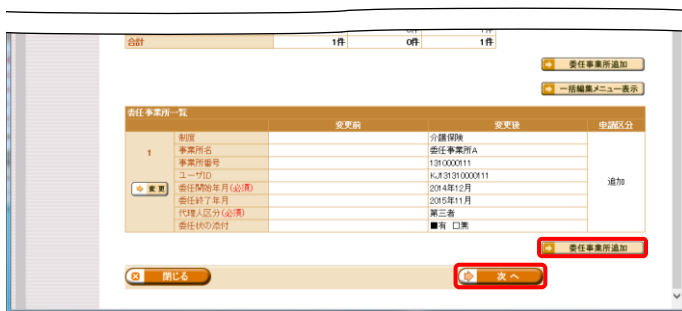 合計 1件 0件 1件
委任事業所追加
一括編集メニュー表示
委任事業所一覧
変更前 変更後 申請区分
1
変更
制度 介護保険
事業所名 委任事業所A
事業所番号 1310000111
ユーザID KJ131310000111
委任開始年月(必須) 2014年12月
委任終了年月 2015年11月
代理人区分(必須) 第三者
委任状の添付 ■有 口無
追加
委任事業所追加
閉じる 次へ